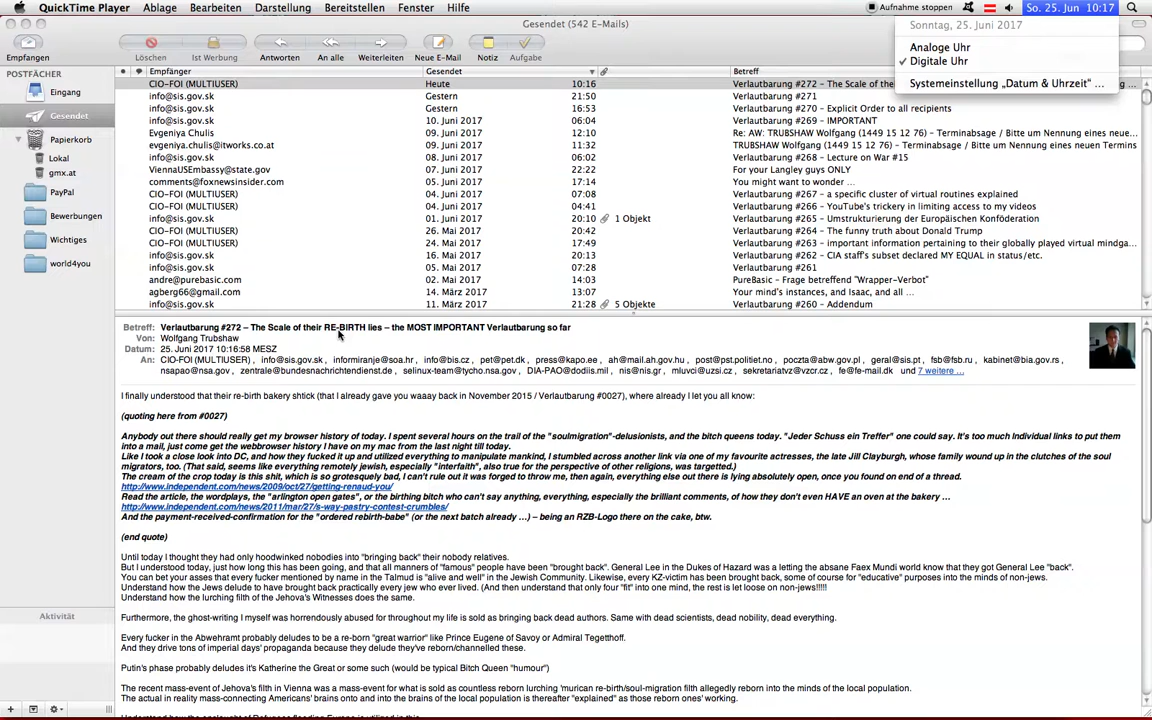 QuickTime Player Ablage Bearbeiten Darstellung Bereitstellen Fenster Hilfe Aufnahme stoppen So. 25. Jun 10:17
Gesendet (542 E-Mails)
Sonntag, 25. Juni 2017
Analoge Uhr
✓ Digitale Uhr
Systemeinstellung „Datum & Uhrzeit“ ...
Empfangen Löschen Ist Werbung Antworten An alle Weiterleiten Neue E-Mail Notiz Aufgabe
POSTFÄCHER
Eingang
Gesendet
Papierkorb
Lokal
gmx.at
PayPal
Bewerbungen
Wichtiges
world4you
Aktivität
Empfänger Gesendet Betreff
CIO-FOI (MULTIUSER) Heute 10:16 Verlautbarung #272 – The Scale of the
info@sis.gov.sk Gestern 21:50 Verlautbarung #271
info@sis.gov.sk Gestern 16:53 Verlautbarung #270 – Explicit Order to all recipients
info@sis.gov.sk 10. Juni 2017 06:04 Verlautbarung #269 – IMPORTANT
Evgeniya Chulis 09. Juni 2017 12:10 Re: AW: TRUBSHAW Wolfgang (1449 15 12 76) – Terminabsage / Bitte um Nennung eines neue...
evgeniya.chulis@itworks.co.at 09. Juni 2017 11:32 TRUBSHAW Wolfgang (1449 15 12 76) – Terminabsage / Bitte um Nennung eines neuen Termins
info@sis.gov.sk 08. Juni 2017 06:02 Verlautbarung #268 – Lecture on War #15
ViennaUSEmbassy@state.gov 07. Juni 2017 22:22 For your Langley guys ONLY
comments@foxnewsinsider.com 05. Juni 2017 17:14 You might want to wonder ...
CIO-FOI (MULTIUSER) 04. Juni 2017 07:08 Verlautbarung #267 – a specific cluster of virtual routines explained
CIO-FOI (MULTIUSER) 04. Juni 2017 04:41 Verlautbarung #266 – YouTube's trickery in limiting access to my videos
info@sis.gov.sk 01. Juni 2017 20:10 1 Objekt Verlautbarung #265 – Umstrukturierung der Europäischen Konföderation
CIO-FOI (MULTIUSER) 26. Mai 2017 20:42 Verlautbarung #264 – The funny truth about Donald Trump
CIO-FOI (MULTIUSER) 24. Mai 2017 17:49 Verlautbarung #263 – important information pertaining to their globally played virtual mindga...
info@sis.gov.sk 16. Mai 2017 20:13 Verlautbarung #262 – CIA staff's subset declared MY EQUAL in status/etc.
info@sis.gov.sk 05. Mai 2017 07:28 Verlautbarung #261
andre@purebasic.com 02. Mai 2017 14:03 PureBasic – Frage betreffend "Wrapper-Verbot"
agberg66@gmail.com 14. März 2017 13:07 Your mind's instances, and Isaac, and all ...
info@sis.gov.sk 11. März 2017 21:28 5 Objekte Verlautbarung #260 – Addendum
Betreff: Verlautbarung #272 – The Scale of their RE-BIRTH lies – the MOST IMPORTANT Verlautbarung so far
Von: Wolfgang Trubshaw
Datum: 25. Juni 2017 10:16:58 MESZ
An: CIO-FOI (MULTIUSER) , info@sis.gov.sk , informiranje@soa.hr , info@bis.cz , pet@pet.dk , press@kapo.ee , ah@mail.ah.gov.hu , post@pst.politiet.no , poczta@abw.gov.pl , geral@sis.pt , fsb@fsb.ru , kabinet@bia.gov.rs ,
nsapao@nsa.gov , zentrale@bundesnachrichtendienst.de , selinux-team@tycho.nsa.gov , DIA-PAO@dodiis.mil , nis@nis.gr , mluvci@uzsi.cz , sekretariatvz@vzcr.cz , fe@fe-mail.dk und 7 weitere ...
I finally understood that their re-birth bakery shtick (that I already gave you waaay back in November 2015 / Verlautbarung #0027), where already I let you all know:
(quoting here from #0027)
Anybody out there should really get my browser history of today. I spent several hours on the trail of the "soulmigration"-delusionists, and the bitch queens today. "Jeder Schuss ein Treffer" one could say. It's too much Individual links to put them
into a mail, just come get the webbrowser history I have on my mac from the last night till today.
Like I took a close look into DC, and how they fucked it up and utilized everything to manipulate mankind, I stumbled across another link via one of my favourite actresses, the late Jill Clayburgh, whose family wound up in the clutches of the soul
migrators, too. (That said, seems like everything remotely jewish, especially "interfaith", also true for the perspective of other religions, was targetted.)
The cream of the crop today is this shit, which is so grotesquely bad, I can't rule out it was forged to throw me, then again, everything else out there is lying absolutely open, once you found on end of a thread.
http://www.independent.com/news/2009/oct/27/getting-renaud-you/
Read the article, the wordplays, the "arlington open gates", or the birthing bitch who can't say anything, everything, especially the brilliant comments, of how they don't even HAVE an oven at the bakery ...
http://www.independent.com/news/2011/mar/27/s-way-pastry-contest-crumbles/
And the payment-received-confirmation for the "ordered rebirth-babe" (or the next batch already ...) – being an RZB-Logo there on the cake, btw.
(end quote)
Until today I thought they had only hoodwinked nobodies into "bringing back" their nobody relatives.
But I understood today, just how long this has been going, and that all manners of "famous" people have been "brought back". General Lee in the Dukes of Hazard was a letting the absane Faex Mundi world know that they got General Lee "back".
You can bet your asses that every fucker mentioned by name in the Talmud is "alive and well" in the Jewish Community. Likewise, every KZ-victim has been brought back, some of course for "educative" purposes into the minds of non-jews.
Understand how the Jews delude to have brought back practically every jew who ever lived. (And then understand that only four "fit" into one mind, the rest is let loose on non-jews!!!!!
Understand how the lurching filth of the Jehova's Witnesses does the same.
Furthermore, the ghost-writing I myself was horrendously abused for throughout my life is sold as bringing back dead authors. Same with dead scientists, dead nobility, dead everything.
Every fucker in the Abwehramt probably deludes to be a re-born "great warrior" like Prince Eugene of Savoy or Admiral Tegetthoff.
And they drive tons of imperial days' propaganda because they delude they've reborn/channelled these.
Putin's phase probably deludes it's Katherine the Great or some such (would be typical Bitch Queen "humour")
The recent mass-event of Jehova's filth in Vienna was a mass-event for what is sold as countless reborn lurching 'murican re-birth/soul-migration filth allegedly reborn into the minds of the local population.
The actual in reality mass-connecting Americans' brains onto and into the brains of the local population is thereafter "explained" as those reborn ones' working.